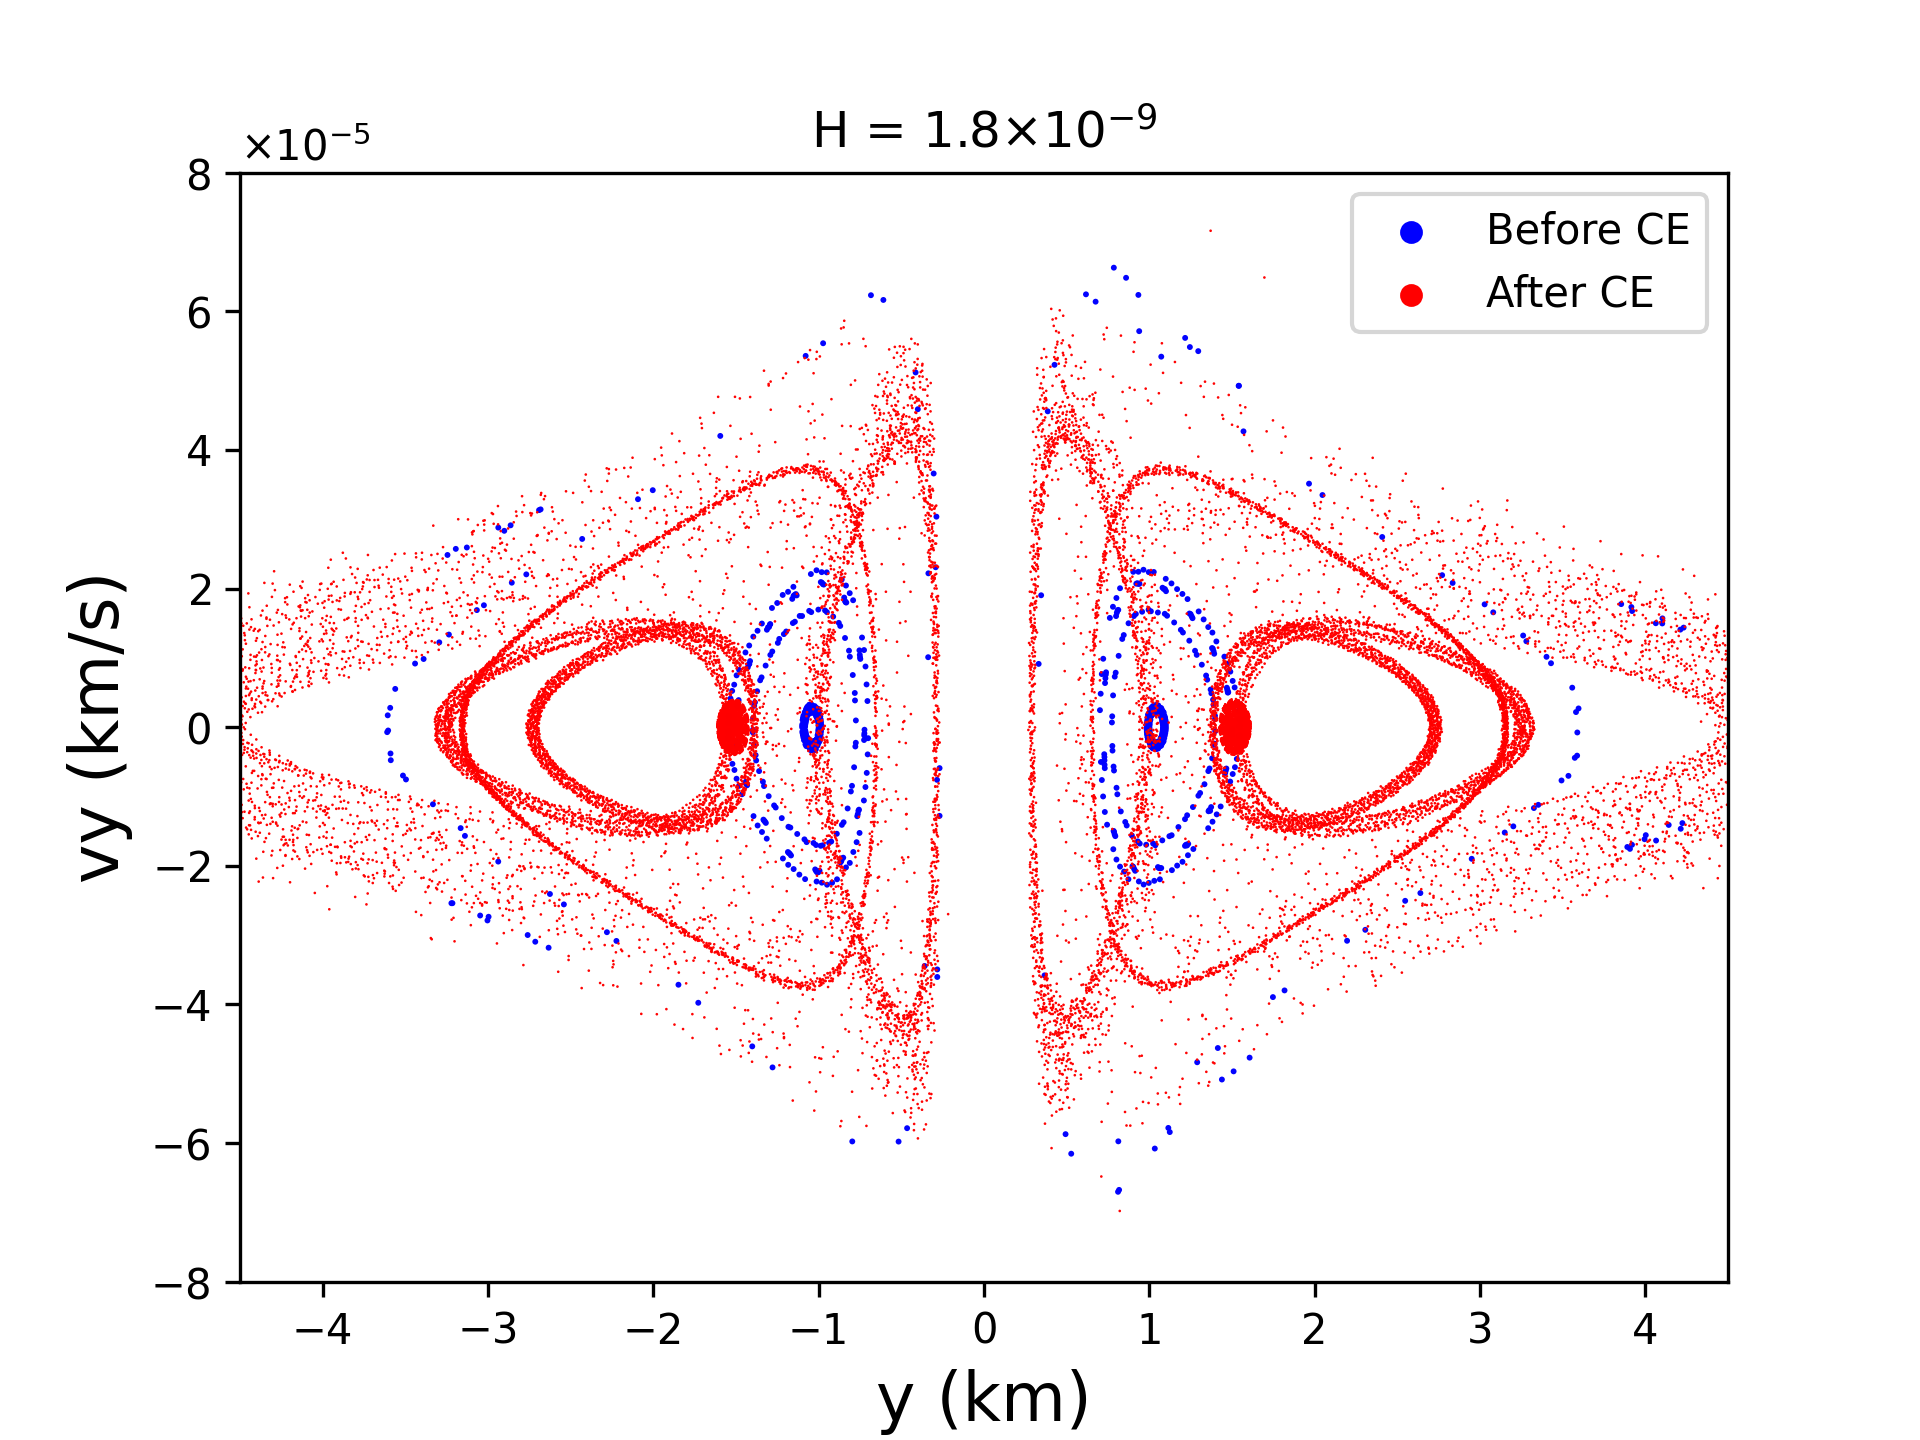 H = 1.8×10⁻⁹
×10⁻⁵
Before CE
After CE
8
6
4
2
0
−2
−4
−6
−8
vy (km/s)
−4 −3 −2 −1 0 1 2 3 4
y (km)